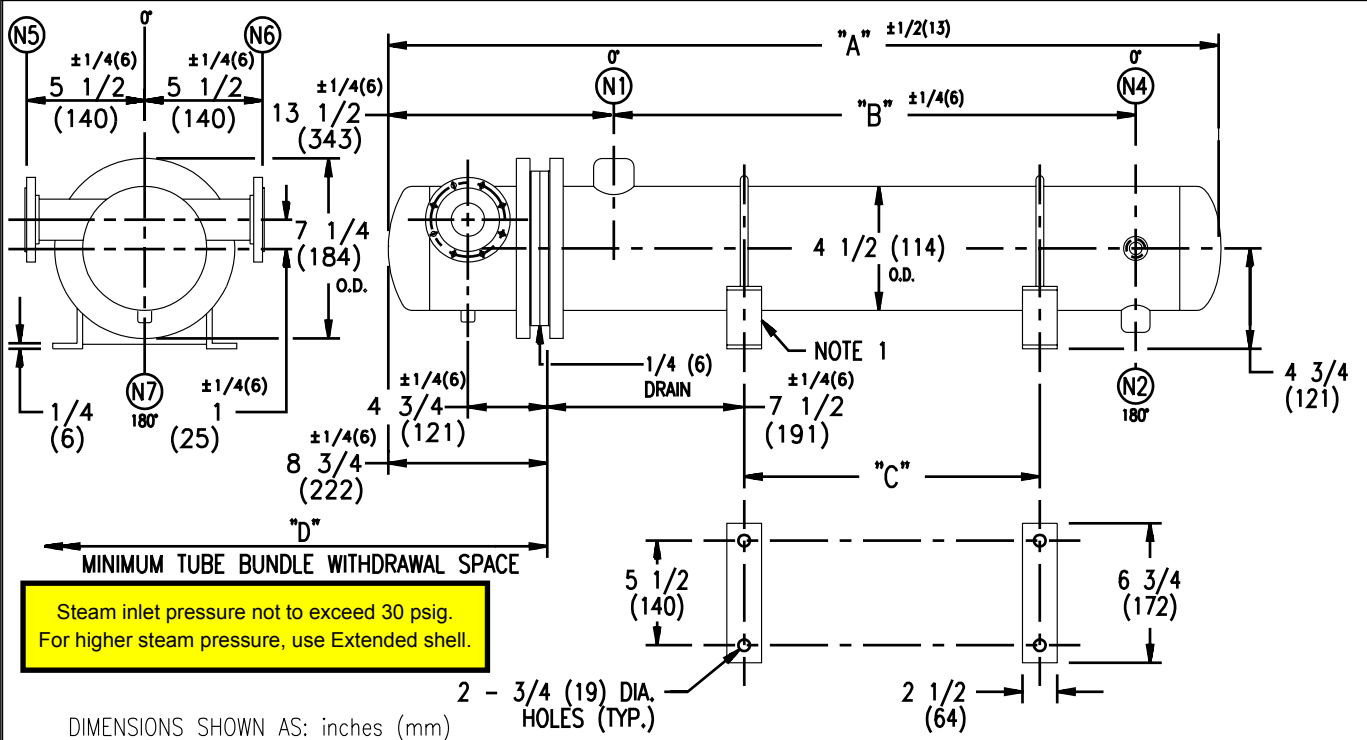 N5
0°
N6
±1/4(6)
5 1/2
(140)
±1/4(6)
5 1/2
(140)
±1/4(6)
13 1/2
(343)
"A" ±1/2(13)
0°
N1
"B" ±1/4(6)
0°
N4
7 1/4
(184)
O.D.
4 1/2 (114)
O.D.
NOTE 1
1/4 (6)
DRAIN
4 3/4
(121)
N2
180°
1/4
(6)
N7
180°
±1/4(6)
1
(25)
±1/4(6)
4 3/4
(121)
±1/4(6)
7 1/2
(191)
±1/4(6)
8 3/4
(222)
"C"
"D"
MINIMUM TUBE BUNDLE WITHDRAWAL SPACE
Steam inlet pressure not to exceed 30 psig.
For higher steam pressure, use Extended shell.
5 1/2
(140)
6 3/4
(172)
2 - 3/4 (19) DIA.
HOLES (TYP.)
2 1/2
(64)
DIMENSIONS SHOWN AS: inches (mm)